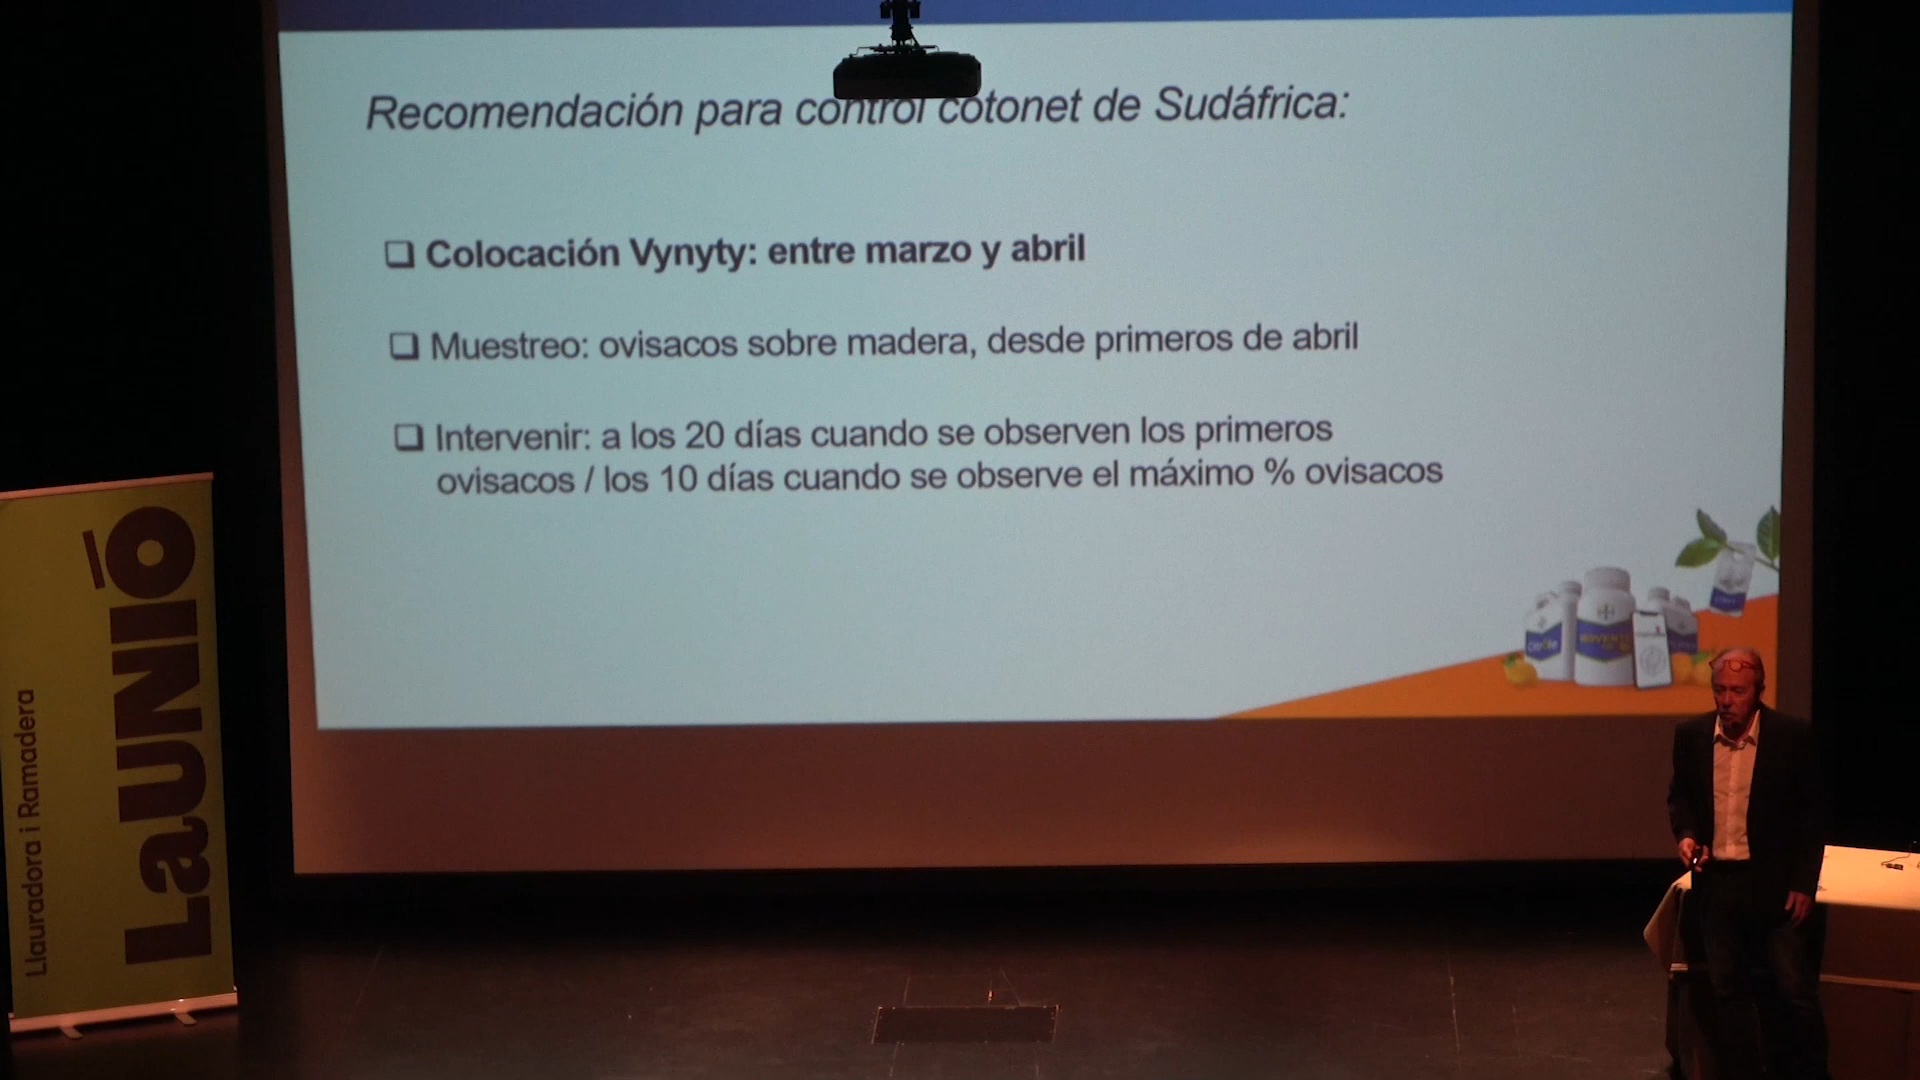 Recomendación para control cotonet de Sudáfrica:
❑ Colocación Vynyty: entre marzo y abril
❑ Muestreo: ovisacos sobre madera, desde primeros de abril
❑ Intervenir: a los 20 días cuando se observen los primeros
ovisacos / los 10 días cuando se observe el máximo % ovisacos
LaUNIÓ
Llauradora i Ramadera